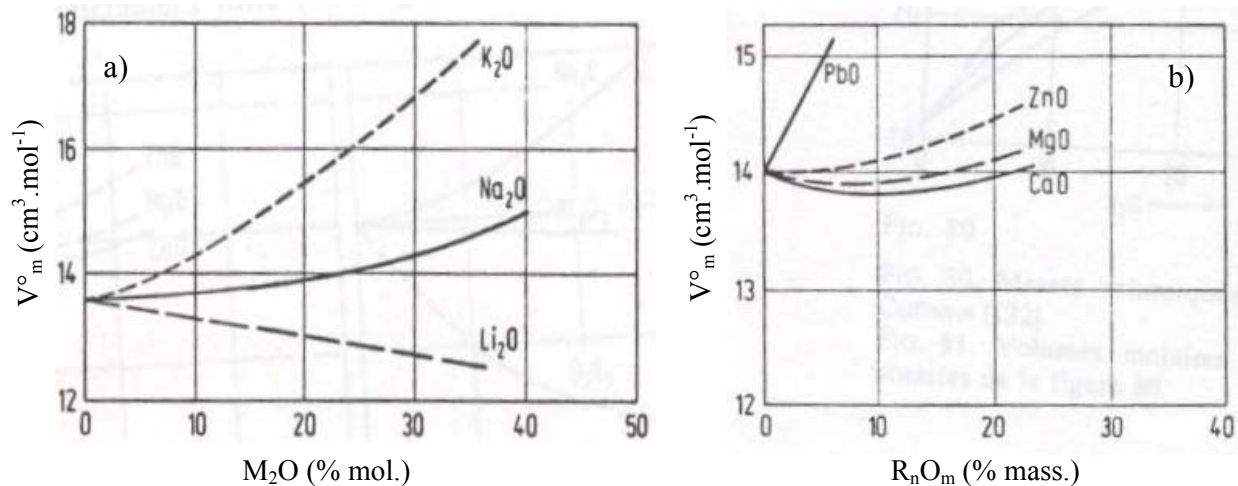 a)
V°m (cm³.mol⁻¹)
18
16
14
12
K₂O
Na₂O
Li₂O
0 10 20 30 40 50
M₂O (% mol.)
b)
V°m (cm³.mol⁻¹)
15
14
13
12
PbO
ZnO
MgO
CaO
0 10 20 30 40
RnOm (% mass.)